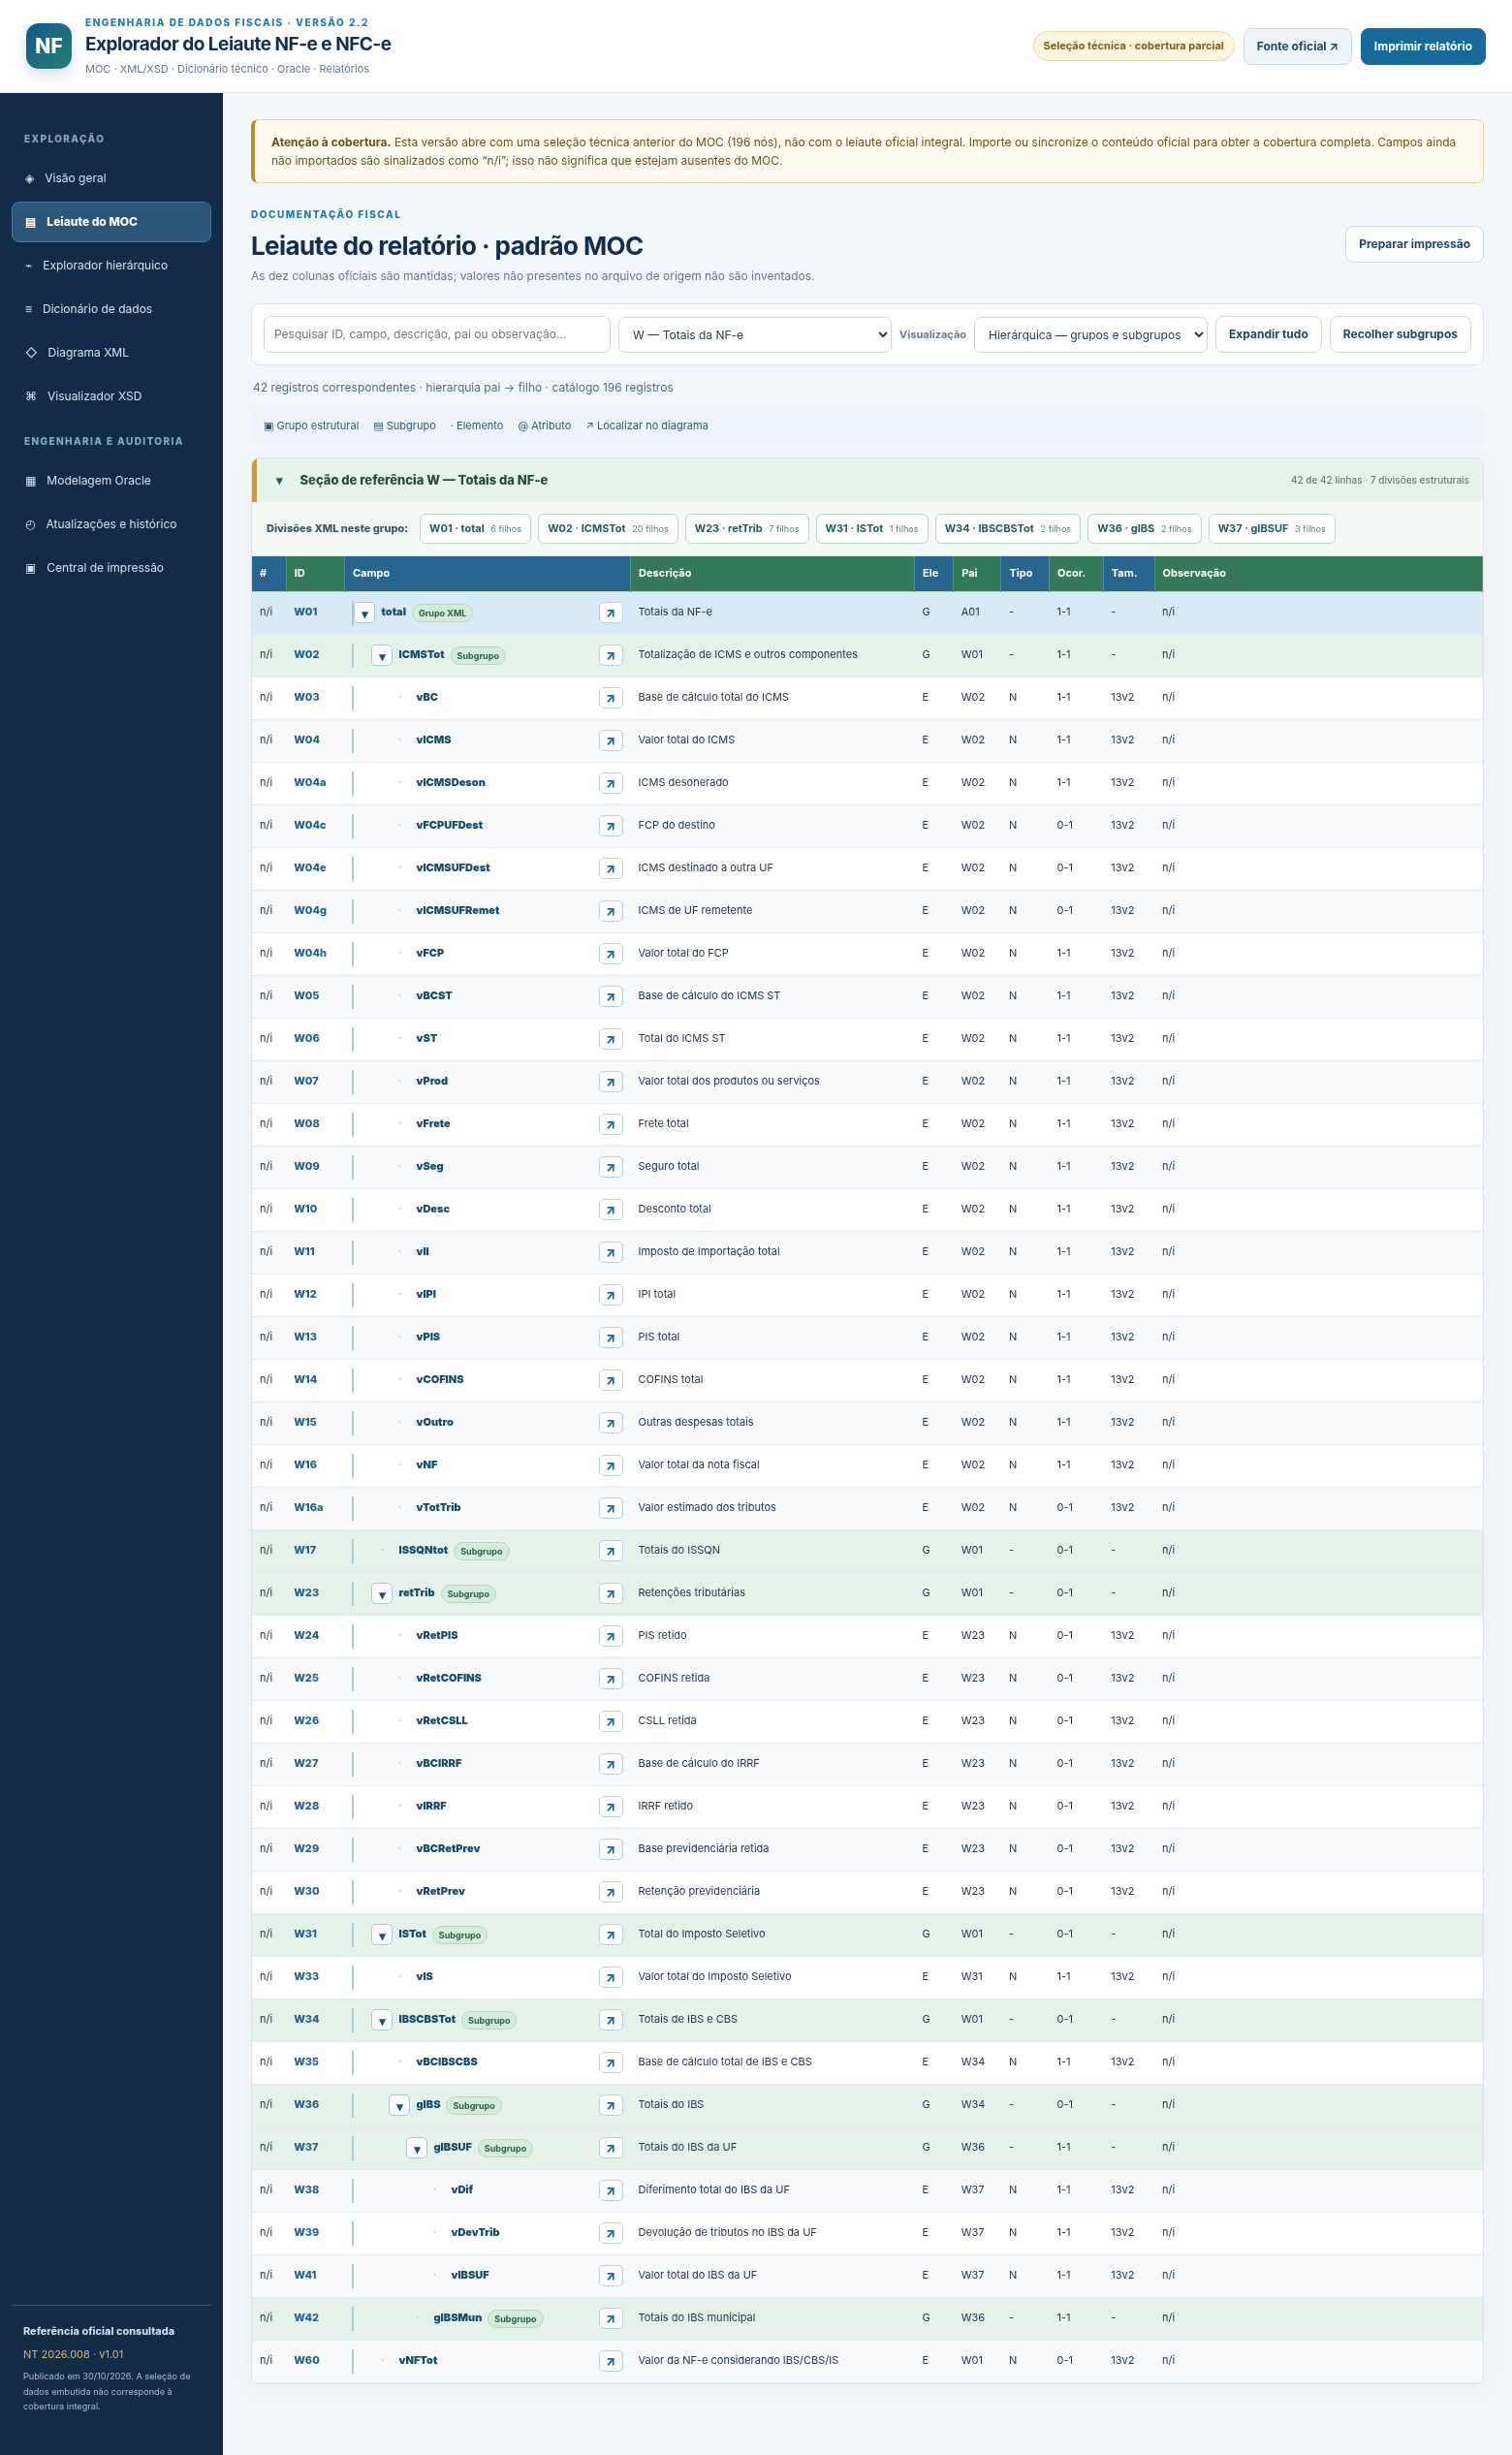 NF
ENGENHARIA DE DADOS FISCAIS · VERSÃO 2.2
Explorador do Leiaute NF-e e NFC-e
MOC · XML/XSD · Dicionário técnico · Oracle · Relatórios
Seleção técnica · cobertura parcial
Fonte oficial ↗
Imprimir relatório
EXPLORAÇÃO
◈ Visão geral
▤ Leiaute do MOC
⌁ Explorador hierárquico
≡ Dicionário de dados
◇ Diagrama XML
⌘ Visualizador XSD
ENGENHARIA E AUDITORIA
▦ Modelagem Oracle
◴ Atualizações e histórico
▣ Central de impressão
Referência oficial consultada
NT 2026.008 · v1.01
Publicado em 30/10/2026. A seleção de
dados embutida não corresponde à
cobertura integral.
Atenção à cobertura. Esta versão abre com uma seleção técnica anterior do MOC (196 nós), não com o leiaute oficial integral. Importe ou sincronize o conteúdo oficial para obter a cobertura completa. Campos ainda
não importados são sinalizados como “n/i”; isso não significa que estejam ausentes do MOC.
DOCUMENTAÇÃO FISCAL
Leiaute do relatório · padrão MOC
As dez colunas oficiais são mantidas; valores não presentes no arquivo de origem não são inventados.
Preparar impressão
Pesquisar ID, campo, descrição, pai ou observação...
W — Totais da NF-e
Visualização
Hierárquica — grupos e subgrupos
Expandir tudo
Recolher subgrupos
42 registros correspondentes · hierarquia pai → filho · catálogo 196 registros
▣ Grupo estrutural ▤ Subgrupo · Elemento @ Atributo ↗ Localizar no diagrama
▼ Seção de referência W — Totais da NF-e 42 de 42 linhas · 7 divisões estruturais
Divisões XML neste grupo: W01 · total 6 filhos W02 · ICMSTot 20 filhos W23 · retTrib 7 filhos W31 · ISTot 1 filhos W34 · IBSCBSTot 2 filhos W36 · gIBS 2 filhos W37 · gIBSUF 3 filhos
# ID Campo Descrição Ele Pai Tipo Ocor. Tam. Observação
n/i W01 ▼ total Grupo XML ↗ Totais da NF-e G A01 - 1-1 - n/i
n/i W02 ▼ ICMSTot Subgrupo ↗ Totalização de ICMS e outros componentes G W01 - 1-1 - n/i
n/i W03 · vBC ↗ Base de cálculo total do ICMS E W02 N 1-1 13v2 n/i
n/i W04 · vICMS ↗ Valor total do ICMS E W02 N 1-1 13v2 n/i
n/i W04a · vICMSDeson ↗ ICMS desonerado E W02 N 1-1 13v2 n/i
n/i W04c · vFCPUFDest ↗ FCP do destino E W02 N 0-1 13v2 n/i
n/i W04e · vICMSUFDest ↗ ICMS destinado a outra UF E W02 N 0-1 13v2 n/i
n/i W04g · vICMSUFRemet ↗ ICMS de UF remetente E W02 N 0-1 13v2 n/i
n/i W04h · vFCP ↗ Valor total do FCP E W02 N 1-1 13v2 n/i
n/i W05 · vBCST ↗ Base de cálculo do ICMS ST E W02 N 1-1 13v2 n/i
n/i W06 · vST ↗ Total do ICMS ST E W02 N 1-1 13v2 n/i
n/i W07 · vProd ↗ Valor total dos produtos ou serviços E W02 N 1-1 13v2 n/i
n/i W08 · vFrete ↗ Frete total E W02 N 1-1 13v2 n/i
n/i W09 · vSeg ↗ Seguro total E W02 N 1-1 13v2 n/i
n/i W10 · vDesc ↗ Desconto total E W02 N 1-1 13v2 n/i
n/i W11 · vII ↗ Imposto de Importação total E W02 N 1-1 13v2 n/i
n/i W12 · vIPI ↗ IPI total E W02 N 1-1 13v2 n/i
n/i W13 · vPIS ↗ PIS total E W02 N 1-1 13v2 n/i
n/i W14 · vCOFINS ↗ COFINS total E W02 N 1-1 13v2 n/i
n/i W15 · vOutro ↗ Outras despesas totais E W02 N 1-1 13v2 n/i
n/i W16 · vNF ↗ Valor total da nota fiscal E W02 N 1-1 13v2 n/i
n/i W16a · vTotTrib ↗ Valor estimado dos tributos E W02 N 0-1 13v2 n/i
n/i W17 · ISSQNtot Subgrupo ↗ Totais do ISSQN G W01 - 0-1 - n/i
n/i W23 ▼ retTrib Subgrupo ↗ Retenções tributárias G W01 - 0-1 - n/i
n/i W24 · vRetPIS ↗ PIS retido E W23 N 0-1 13v2 n/i
n/i W25 · vRetCOFINS ↗ COFINS retida E W23 N 0-1 13v2 n/i
n/i W26 · vRetCSLL ↗ CSLL retida E W23 N 0-1 13v2 n/i
n/i W27 · vBCIRRF ↗ Base de cálculo do IRRF E W23 N 0-1 13v2 n/i
n/i W28 · vIRRF ↗ IRRF retido E W23 N 0-1 13v2 n/i
n/i W29 · vBCRetPrev ↗ Base previdenciária retida E W23 N 0-1 13v2 n/i
n/i W30 · vRetPrev ↗ Retenção previdenciária E W23 N 0-1 13v2 n/i
n/i W31 ▼ ISTot Subgrupo ↗ Total do Imposto Seletivo G W01 - 0-1 - n/i
n/i W33 · vIS ↗ Valor total do Imposto Seletivo E W31 N 1-1 13v2 n/i
n/i W34 ▼ IBSCBSTot Subgrupo ↗ Totais de IBS e CBS G W01 - 0-1 - n/i
n/i W35 · vBCIBSCBS ↗ Base de cálculo total de IBS e CBS E W34 N 1-1 13v2 n/i
n/i W36 ▼ gIBS Subgrupo ↗ Totais do IBS G W34 - 0-1 - n/i
n/i W37 ▼ gIBSUF Subgrupo ↗ Totais do IBS da UF G W36 - 1-1 - n/i
n/i W38 · vDif ↗ Diferimento total do IBS da UF E W37 N 1-1 13v2 n/i
n/i W39 · vDevTrib ↗ Devolução de tributos no IBS da UF E W37 N 1-1 13v2 n/i
n/i W41 · vIBSUF ↗ Valor total do IBS da UF E W37 N 1-1 13v2 n/i
n/i W42 · gIBSMun Subgrupo ↗ Totais do IBS municipal G W36 - 1-1 - n/i
n/i W60 · vNFTot ↗ Valor da NF-e considerando IBS/CBS/IS E W01 N 0-1 13v2 n/i